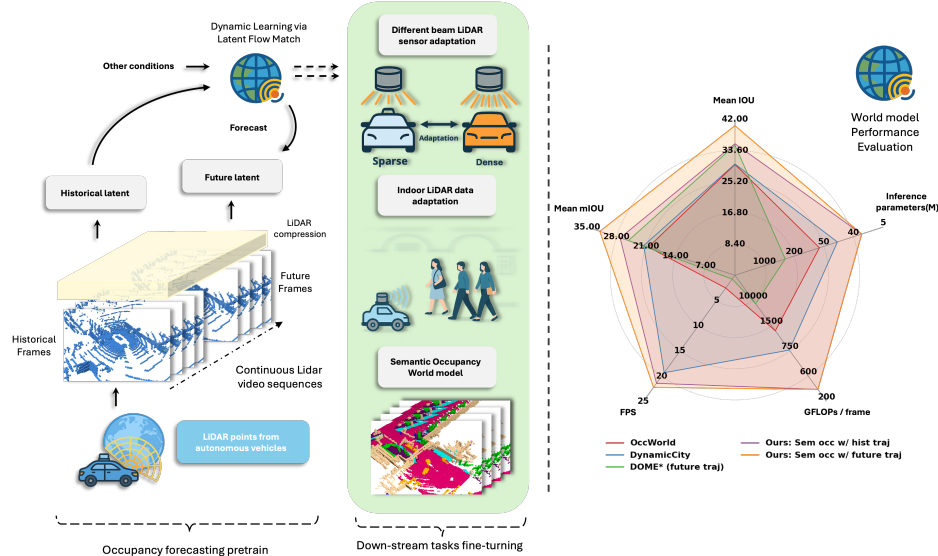 Dynamic Learning via
Latent Flow Match
Other conditions
Forecast
Historical latent
Future latent
LiDAR
compression
Future
Frames
Historical
Frames
Continuous Lidar
video sequences
LiDAR points from
autonomous vehicles
Occupancy forecasting pretrain
Different beam LiDAR
sensor adaptation
Adaptation
Sparse
Dense
Indoor LiDAR data
adaptation
Semantic Occupancy
World model
Down-stream tasks fine-turning
World model
Performance
Evaluation
Mean IOU
42.00
33.60
25.20
16.80
8.40
Inference
parameters(M)
5
40
50
200
1000
Mean mIOU
35.00
28.00
21.00
14.00
7.00
5
10
15
20
25
FPS
10000
1500
750
600
200
GFLOPs / frame
OccWorld
DynamicCity
DOME* (future traj)
Ours: Sem occ w/ hist traj
Ours: Sem occ w/ future traj